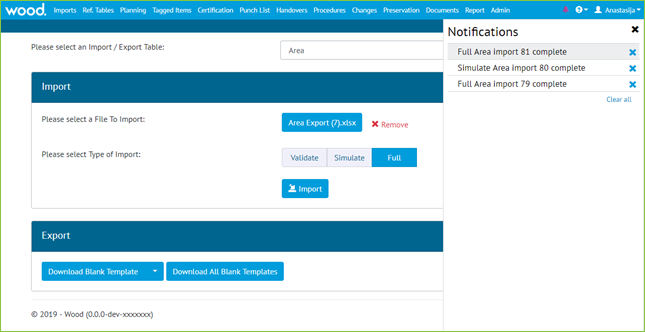 wood. Imports Ref. Tables Planning Tagged Items Certification Punch List Handovers Procedures Changes Preservation Documents Report Admin Anastasija
Please select an Import / Export Table: Area
Import
Please select a File To Import: Area Export (7).xlsx Remove
Please select Type of Import: Validate Simulate Full
Import
Export
Download Blank Template Download All Blank Templates
© 2019 - Wood (0.0.0-dev-xxxxxxx)
Notifications
Full Area import 81 complete
Simulate Area import 80 complete
Full Area import 79 complete
Clear all